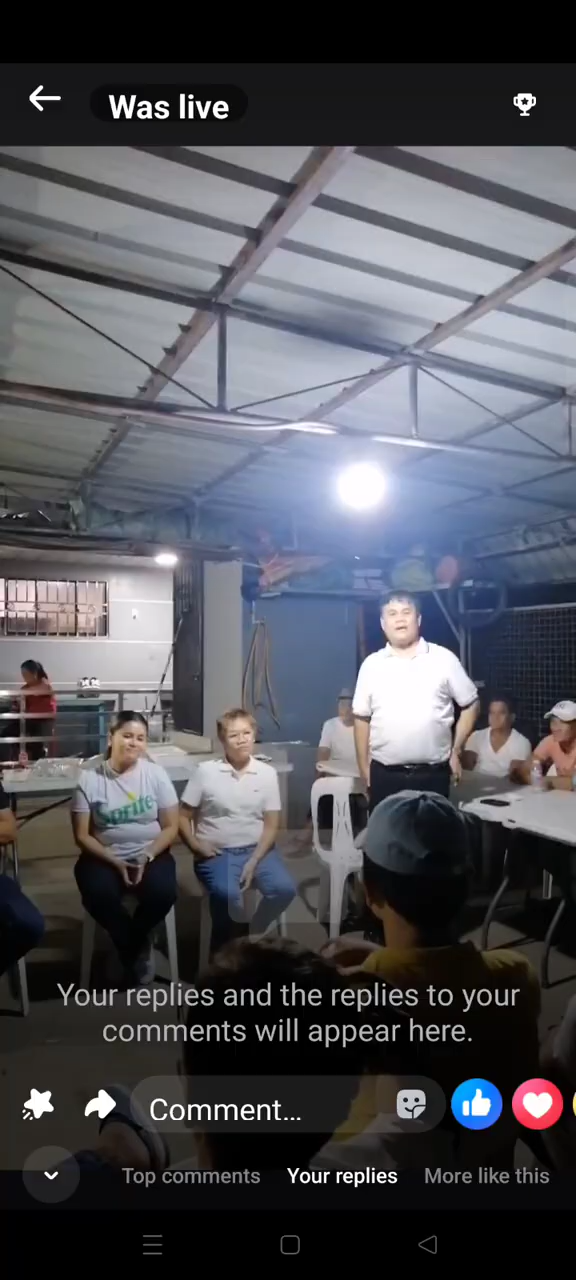 Was live
Sprite
Your replies and the replies to your
comments will appear here.
Comment...
Top comments
Your replies
More like this